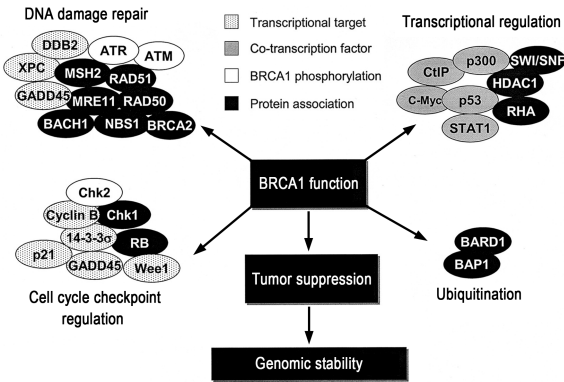 DNA damage repair
DDB2
ATR
ATM
XPC
MSH2
RAD51
GADD45
MRE11
RAD50
BACH1
NBS1
BRCA2
Transcriptional target
Co-transcription factor
BRCA1 phosphorylation
Protein association
Transcriptional regulation
CtIP
p300
SWI/SNF
HDAC1
C-Myc
p53
RHA
STAT1
BRCA1 function
Chk2
Cyclin B
Chk1
14-3-3σ
RB
p21
GADD45
Wee1
Cell cycle checkpoint
regulation
Tumor suppression
BARD1
BAP1
Ubiquitination
Genomic stability